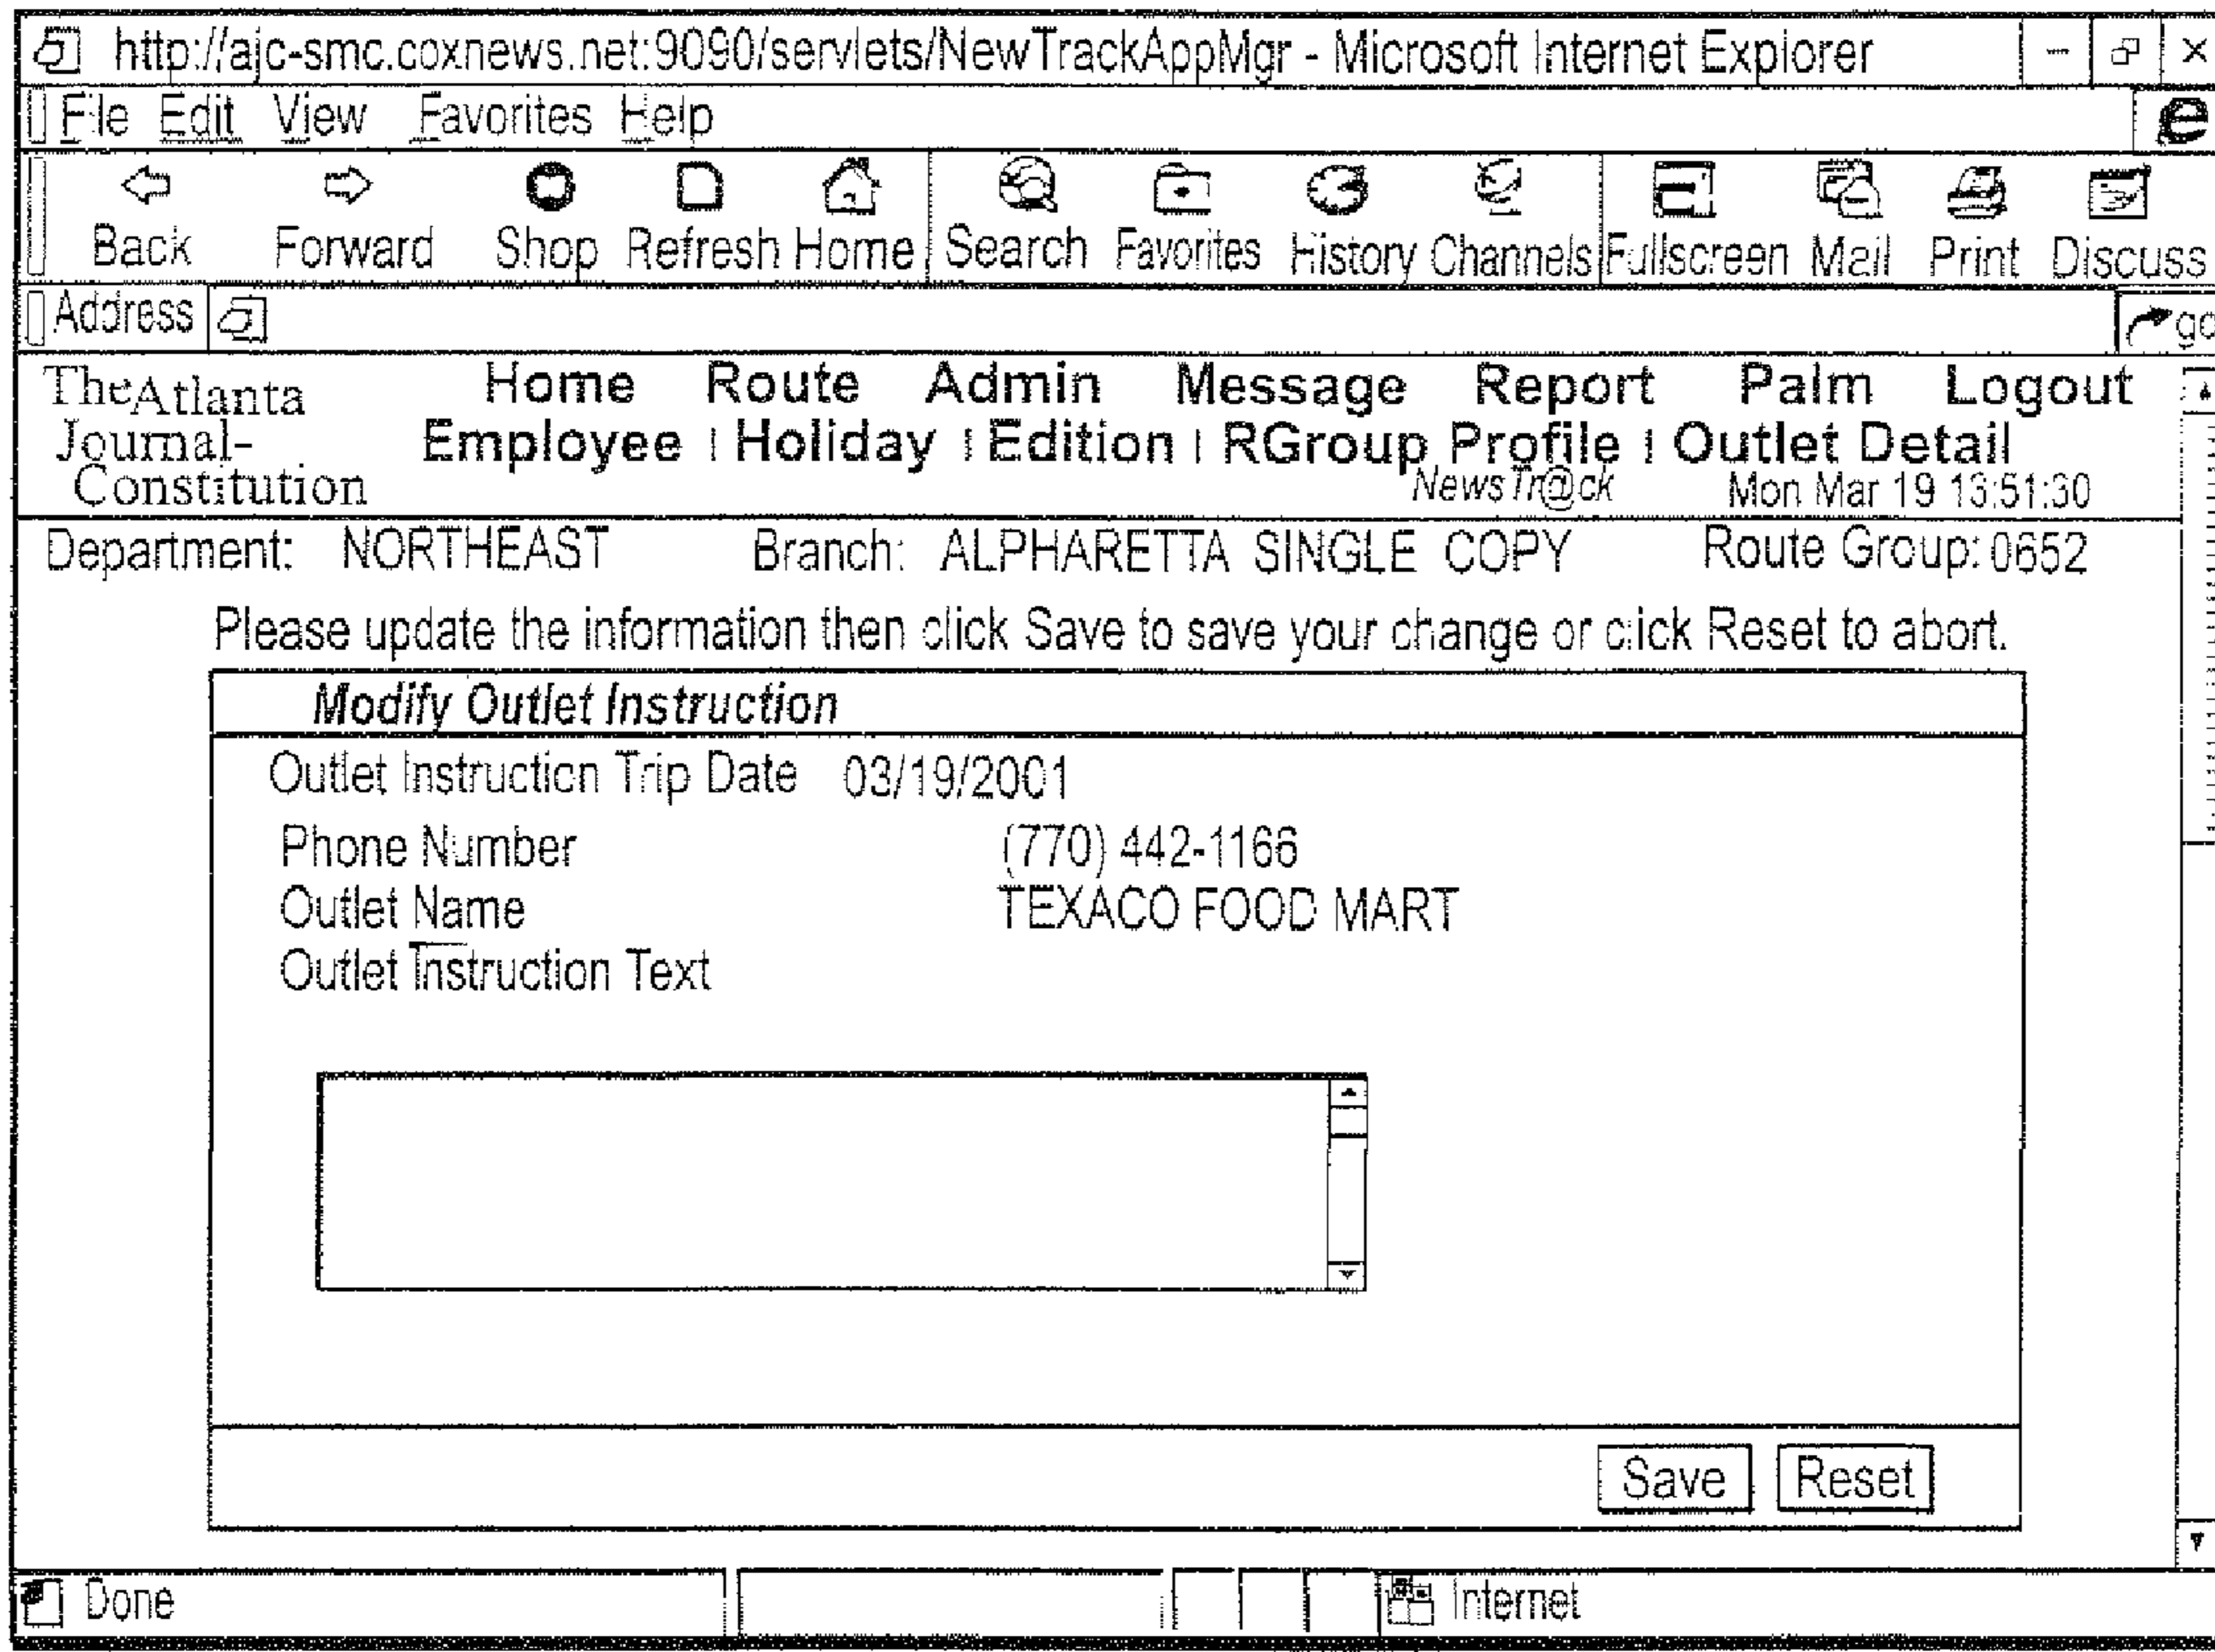 http://ajc-smc.coxnews.net:9090/servlets/NewTrackAppMgr - Microsoft Internet Explorer
File Edit View Favorites Help
Back Forward Shop Refresh Home Search Favorites History Channels Fullscreen Mail Print Discuss
Address go
The Atlanta Journal-Constitution
Home Route Admin Message Report Palm Logout
Employee | Holiday | Edition | RGroup Profile | Outlet Detail
NewsTr@ck Mon Mar 19 13:51:30
Department: NORTHEAST Branch: ALPHARETTA SINGLE COPY Route Group: 0652
Please update the information then click Save to save your change or click Reset to abort.
Modify Outlet Instruction
Outlet Instruction Trip Date 03/19/2001
Phone Number (770) 442-1166
Outlet Name TEXACO FOOD MART
Outlet Instruction Text
Save Reset
Done Internet